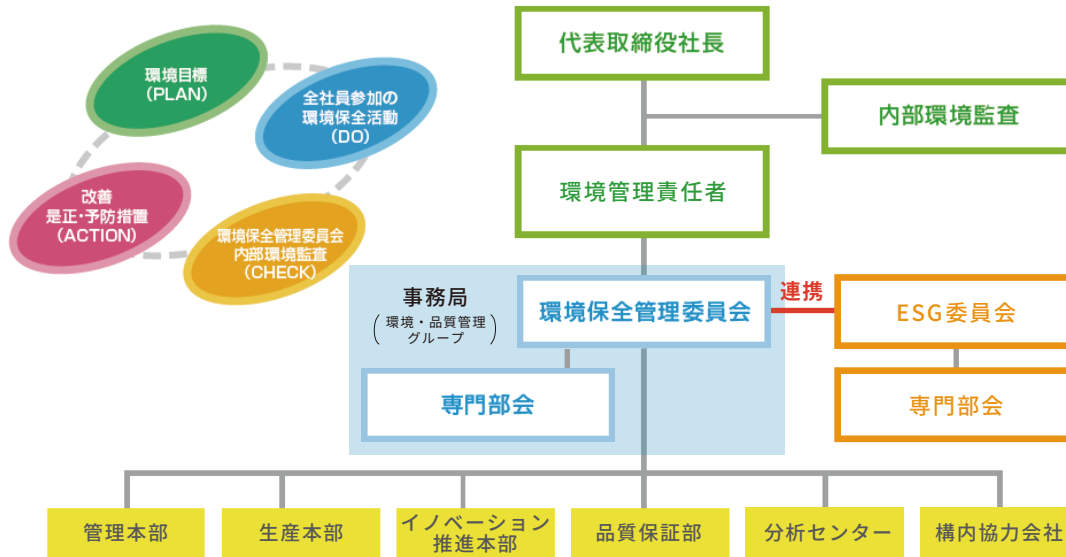 環境目標
(PLAN)
全社員参加の
環境保全活動
(DO)
改善
是正・予防措置
(ACTION)
環境保全管理委員会
内部環境監査
(CHECK)
代表取締役社長
内部環境監査
環境管理責任者
事務局
(環境・品質管理
グループ)
環境保全管理委員会
連携
ESG委員会
専門部会
専門部会
管理本部
生産本部
イノベーション
推進本部
品質保証部
分析センター
構内協力会社